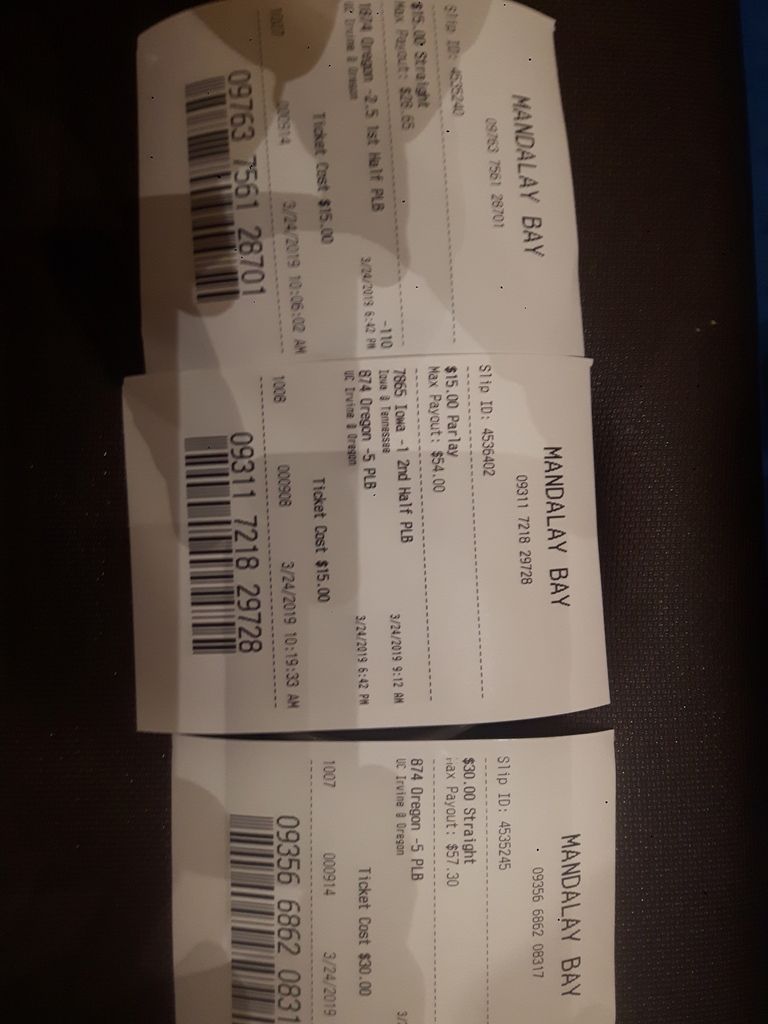 MANDALAY BAY
09763 7561 28701
Slip ID: 4535240
$15.00 Straight
Max Payout: $28.65
1874 Oregon -2.5 1st Half PLB -110
UC Irvine @ Oregon 3/24/2019 6:42 PM
Ticket Cost $15.00
1007 000914 3/24/2019 10:06:02 AM
09763 7561 28701
MANDALAY BAY
09311 7218 29728
Slip ID: 4536402
$15.00 Parlay
Max Payout: $54.00
7865 Iowa -1 2nd Half PLB
Iowa @ Tennessee 3/24/2019 9:12 AM
874 Oregon -5 PLB
UC Irvine @ Oregon 3/24/2019 6:42 PM
Ticket Cost $15.00
1008 000908 3/24/2019 10:19:33 AM
09311 7218 29728
MANDALAY BAY
09356 6862 08317
Slip ID: 4535245
$30.00 Straight
Max Payout: $57.30
874 Oregon -5 PLB
UC Irvine @ Oregon 3/
Ticket Cost $30.00
1007 000914 3/24/2019
09356 6862 0831